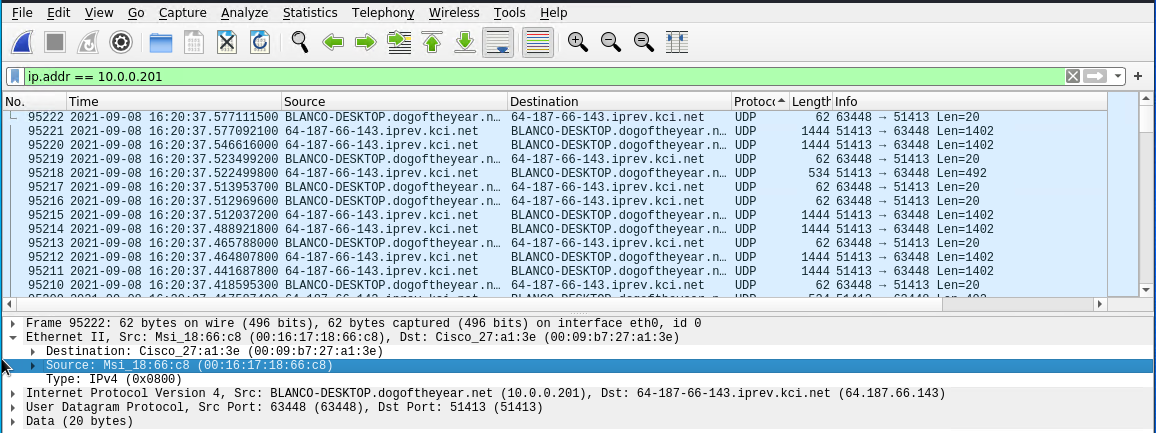 File Edit View Go Capture Analyze Statistics Telephony Wireless Tools Help
ip.addr == 10.0.0.201
No. Time Source Destination Protoc Length Info
95222 2021-09-08 16:20:37.577111500 BLANCO-DESKTOP.dogoftheyear.n… 64-187-66-143.iprev.kci.net UDP 62 63448 → 51413 Len=20
95221 2021-09-08 16:20:37.577092100 64-187-66-143.iprev.kci.net BLANCO-DESKTOP.dogoftheyear.n… UDP 1444 51413 → 63448 Len=1402
95220 2021-09-08 16:20:37.546616000 64-187-66-143.iprev.kci.net BLANCO-DESKTOP.dogoftheyear.n… UDP 1444 51413 → 63448 Len=1402
95219 2021-09-08 16:20:37.523499200 BLANCO-DESKTOP.dogoftheyear.n… 64-187-66-143.iprev.kci.net UDP 62 63448 → 51413 Len=20
95218 2021-09-08 16:20:37.522499800 64-187-66-143.iprev.kci.net BLANCO-DESKTOP.dogoftheyear.n… UDP 534 51413 → 63448 Len=492
95217 2021-09-08 16:20:37.513953700 BLANCO-DESKTOP.dogoftheyear.n… 64-187-66-143.iprev.kci.net UDP 62 63448 → 51413 Len=20
95216 2021-09-08 16:20:37.512969600 BLANCO-DESKTOP.dogoftheyear.n… 64-187-66-143.iprev.kci.net UDP 62 63448 → 51413 Len=20
95215 2021-09-08 16:20:37.512037200 64-187-66-143.iprev.kci.net BLANCO-DESKTOP.dogoftheyear.n… UDP 1444 51413 → 63448 Len=1402
95214 2021-09-08 16:20:37.488921800 64-187-66-143.iprev.kci.net BLANCO-DESKTOP.dogoftheyear.n… UDP 1444 51413 → 63448 Len=1402
95213 2021-09-08 16:20:37.465788000 BLANCO-DESKTOP.dogoftheyear.n… 64-187-66-143.iprev.kci.net UDP 62 63448 → 51413 Len=20
95212 2021-09-08 16:20:37.464807800 64-187-66-143.iprev.kci.net BLANCO-DESKTOP.dogoftheyear.n… UDP 1444 51413 → 63448 Len=1402
95211 2021-09-08 16:20:37.441687800 64-187-66-143.iprev.kci.net BLANCO-DESKTOP.dogoftheyear.n… UDP 1444 51413 → 63448 Len=1402
95210 2021-09-08 16:20:37.418595300 BLANCO-DESKTOP.dogoftheyear.n… 64-187-66-143.iprev.kci.net UDP 62 63448 → 51413 Len=20
Frame 95222: 62 bytes on wire (496 bits), 62 bytes captured (496 bits) on interface eth0, id 0
Ethernet II, Src: Msi_18:66:c8 (00:16:17:18:66:c8), Dst: Cisco_27:a1:3e (00:09:b7:27:a1:3e)
Destination: Cisco_27:a1:3e (00:09:b7:27:a1:3e)
Source: Msi_18:66:c8 (00:16:17:18:66:c8)
Type: IPv4 (0x0800)
Internet Protocol Version 4, Src: BLANCO-DESKTOP.dogoftheyear.net (10.0.0.201), Dst: 64-187-66-143.iprev.kci.net (64.187.66.143)
User Datagram Protocol, Src Port: 63448 (63448), Dst Port: 51413 (51413)
Data (20 bytes)